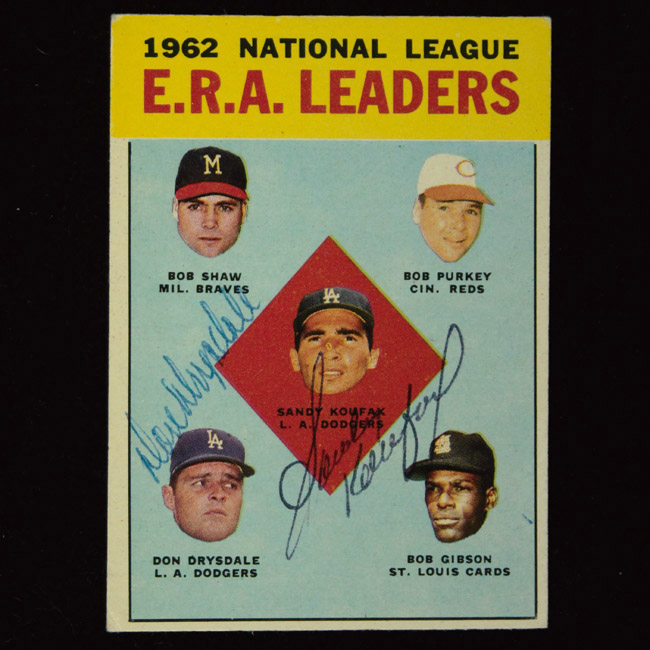 1962 NATIONAL LEAGUE
E.R.A. LEADERS
M
C
BOB SHAW
MIL. BRAVES
BOB PURKEY
CIN. REDS
LA
SANDY KOUFAX
L. A. DODGERS
Don Drysdale
Sandy Koufax
LA
StL
DON DRYSDALE
L. A. DODGERS
BOB GIBSON
ST. LOUIS CARDS